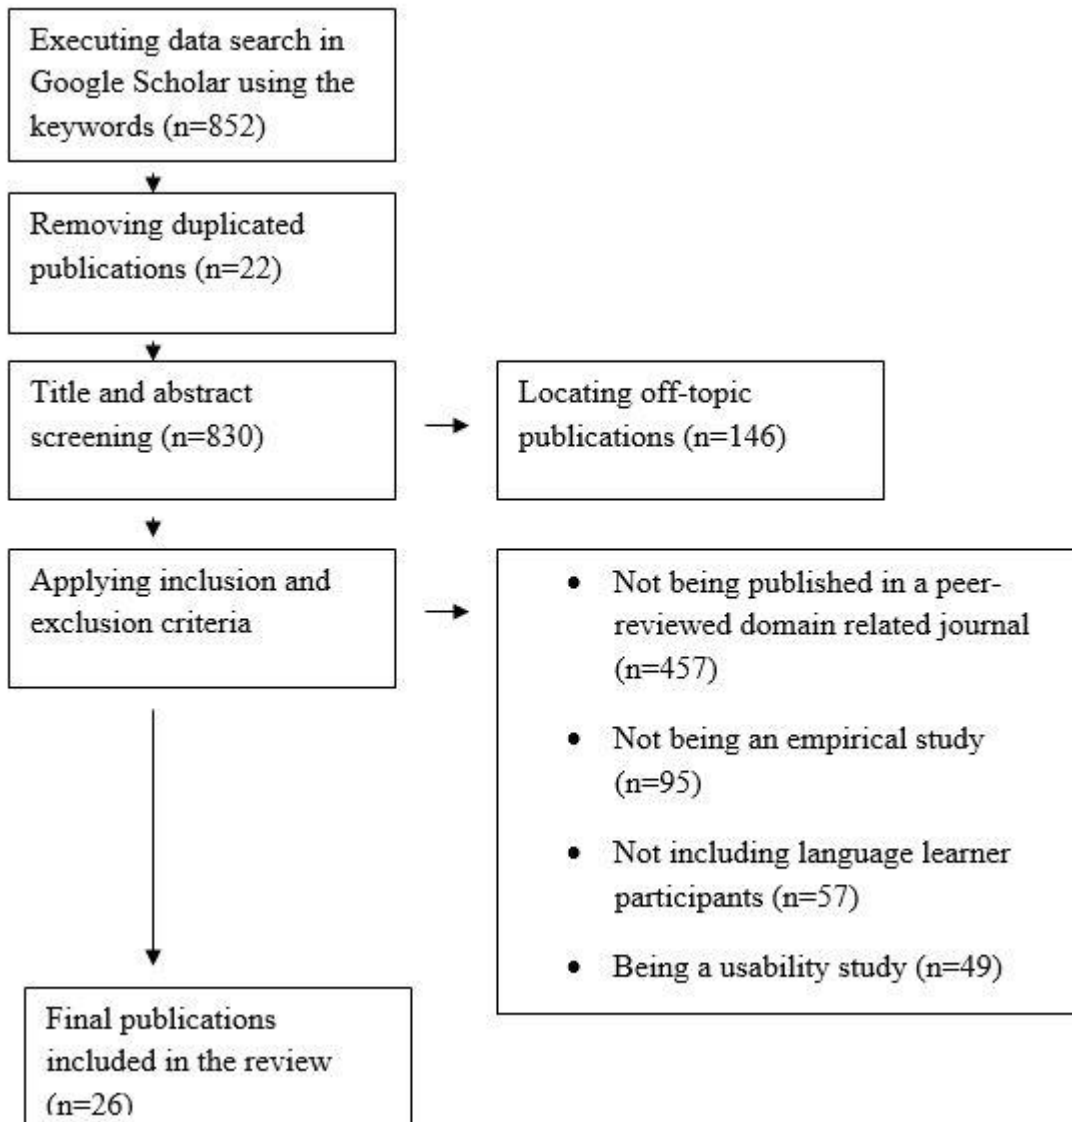 Executing data search in
Google Scholar using the
keywords (n=852)
Removing duplicated
publications (n=22)
Title and abstract
screening (n=830)
Locating off-topic
publications (n=146)
Applying inclusion and
exclusion criteria
• Not being published in a peer-
reviewed domain related journal
(n=457)
• Not being an empirical study
(n=95)
• Not including language learner
participants (n=57)
• Being a usability study (n=49)
Final publications
included in the review
(n=26)